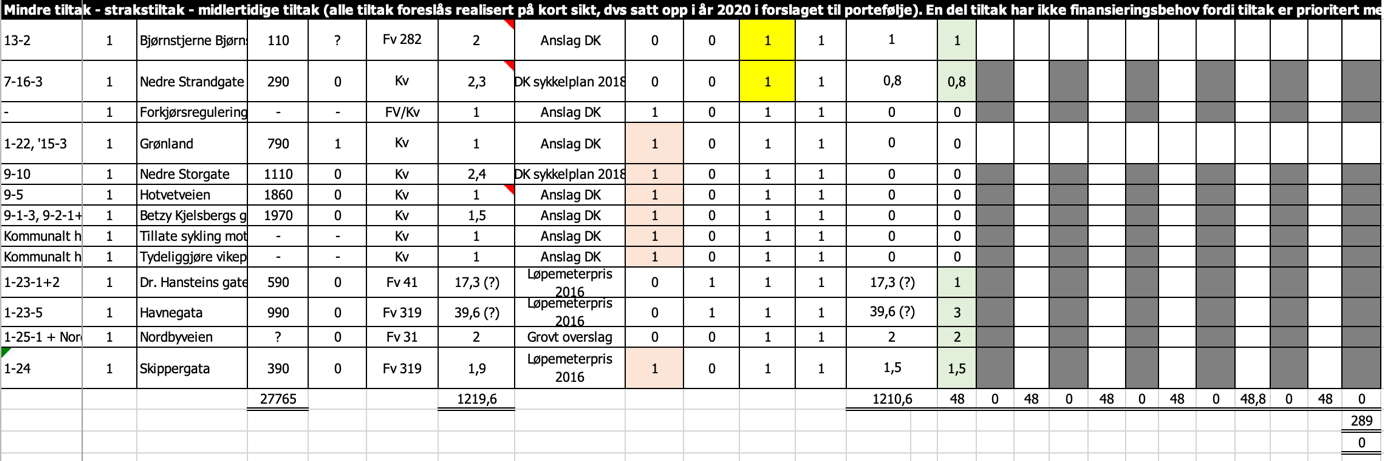 Mindre tiltak - strakstiltak - midlertidige tiltak (alle tiltak foreslås realisert på kort sikt, dvs satt opp i år 2020 i forslaget til portefølje). En del tiltak har ikke finansieringsbehov fordi tiltak er prioritert me
13-2 1 Bjørnstjerne Bjørns 110 ? Fv 282 2 Anslag DK 0 0 1 1 1 1
7-16-3 1 Nedre Strandgate 290 0 Kv 2,3 DK sykkelplan 2018 0 0 1 1 0,8 0,8
- 1 Forkjørsregulering - - FV/Kv 1 Anslag DK 1 0 1 1 0 0
1-22, '15-3 1 Grønland 790 1 Kv 1 Anslag DK 1 0 1 1 0 0
9-10 1 Nedre Storgate 1110 0 Kv 2,4 DK sykkelplan 2018 1 0 1 1 0 0
9-5 1 Hotvetveien 1860 0 Kv 1 Anslag DK 1 0 1 1 0 0
9-1-3, 9-2-1+ 1 Betzy Kjelsbergs g 1970 0 Kv 1,5 Anslag DK 1 0 1 1 0 0
Kommunalt h 1 Tillate sykling mot - - Kv 1 Anslag DK 1 0 1 1 0 0
Kommunalt h 1 Tydeliggjøre vikep - - Kv 1 Anslag DK 1 0 1 1 0 0
1-23-1+2 1 Dr. Hansteins gate 590 0 Fv 41 17,3 (?) Løpemeterpris 2016 0 1 1 1 17,3 (?) 1
1-23-5 1 Havnegata 990 0 Fv 319 39,6 (?) Løpemeterpris 2016 0 1 1 1 39,6 (?) 3
1-25-1 + Nor 1 Nordbyveien ? 0 Fv 31 2 Grovt overslag 0 0 1 1 2 2
1-24 1 Skippergata 390 0 Fv 319 1,9 Løpemeterpris 2016 1 0 1 1 1,5 1,5
27765 1219,6 1210,6 48 0 48 0 48 0 48 0 48,8 0 48 0
289
0